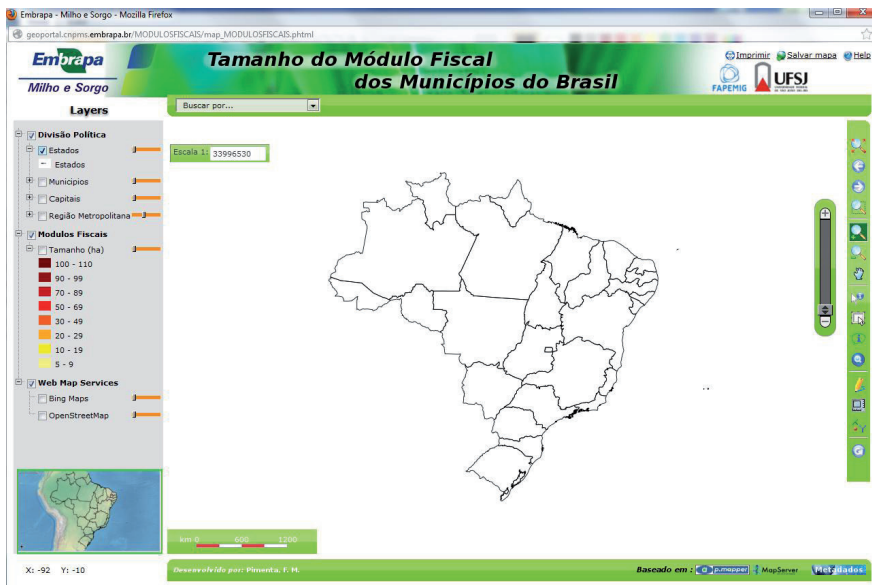 Embrapa - Milho e Sorgo - Mozilla Firefox
geoportal.cnpms.embrapa.br/MODULOSFISCAIS/map_MODULOSFISCAIS.phtml
Embrapa
Milho e Sorgo
Tamanho do Módulo Fiscal
dos Municípios do Brasil
Imprimir Salvar mapa Help
FAPEMIG UFSJ
Layers
Buscar por...
Divisão Política
Estados
Estados
Municipios
Capitais
Região Metropolitana
Modulos Fiscais
Tamanho (ha)
100 - 110
90 - 99
70 - 89
50 - 69
30 - 49
20 - 29
10 - 19
5 - 9
Web Map Services
Bing Maps
OpenStreetMap
Escala 1: 33996530
km 0 600 1200
X: -92 Y: -10
Desenvolvido por: Pimenta, F. M.
Baseado em : p.mapper MapServer Metadados